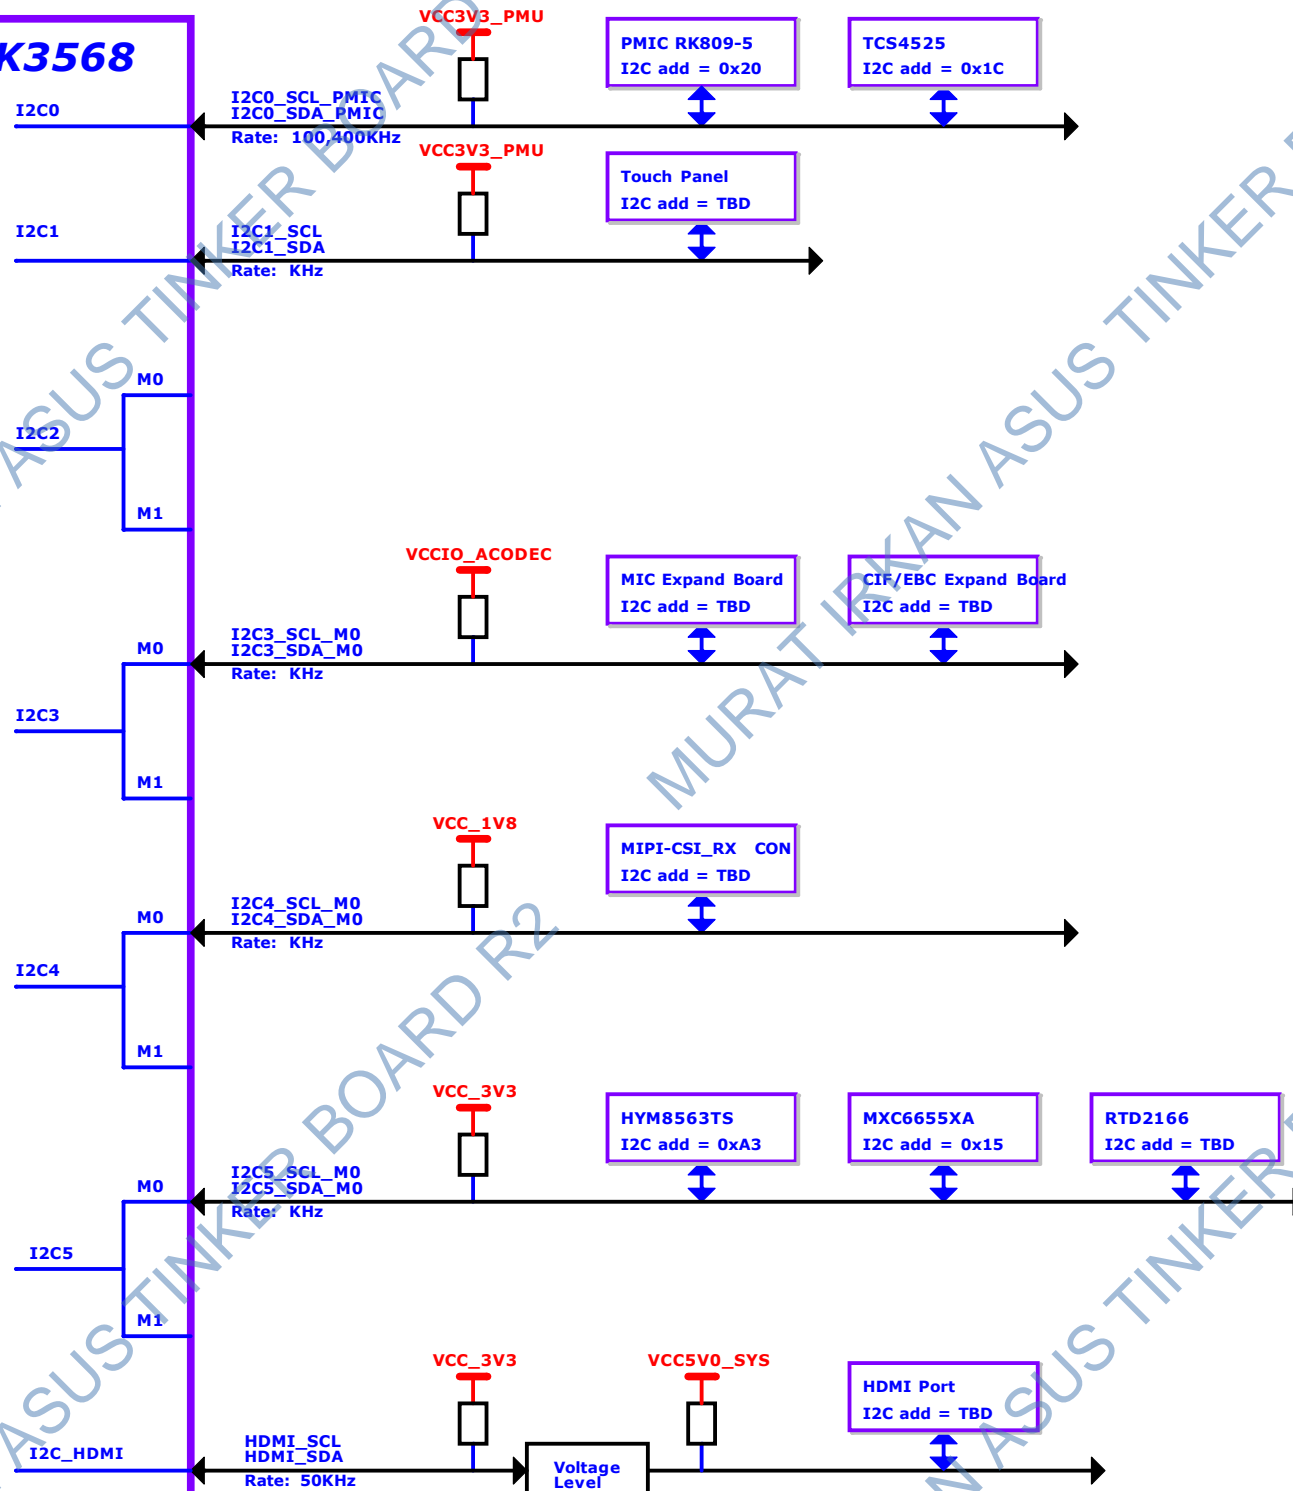 K3568
VCC3V3_PMU
PMIC RK809-5
I2C add = 0x20
TCS4525
I2C add = 0x1C
I2C0
I2C0_SCL_PMIC
I2C0_SDA_PMIC
Rate: 100,400KHz
VCC3V3_PMU
Touch Panel
I2C add = TBD
I2C1
I2C1_SCL
I2C1_SDA
Rate: KHz
M0
I2C2
M1
VCCIO_ACODEC
MIC Expand Board
I2C add = TBD
CIF/EBC Expand Board
I2C add = TBD
M0
I2C3_SCL_M0
I2C3_SDA_M0
Rate: KHz
I2C3
M1
VCC_1V8
MIPI-CSI_RX CON
I2C add = TBD
M0
I2C4_SCL_M0
I2C4_SDA_M0
Rate: KHz
I2C4
M1
VCC_3V3
HYM8563TS
I2C add = 0xA3
MXC6655XA
I2C add = 0x15
RTD2166
I2C add = TBD
M0
I2C5_SCL_M0
I2C5_SDA_M0
Rate: KHz
I2C5
M1
VCC_3V3
VCC5V0_SYS
HDMI Port
I2C add = TBD
I2C_HDMI
HDMI_SCL
HDMI_SDA
Rate: 50KHz
Voltage
Level
ASUS TINKER BOARD
MURAT IRKAN ASUS TINKER
ASUS TINKER BOARD R2
N ASUS TINKER